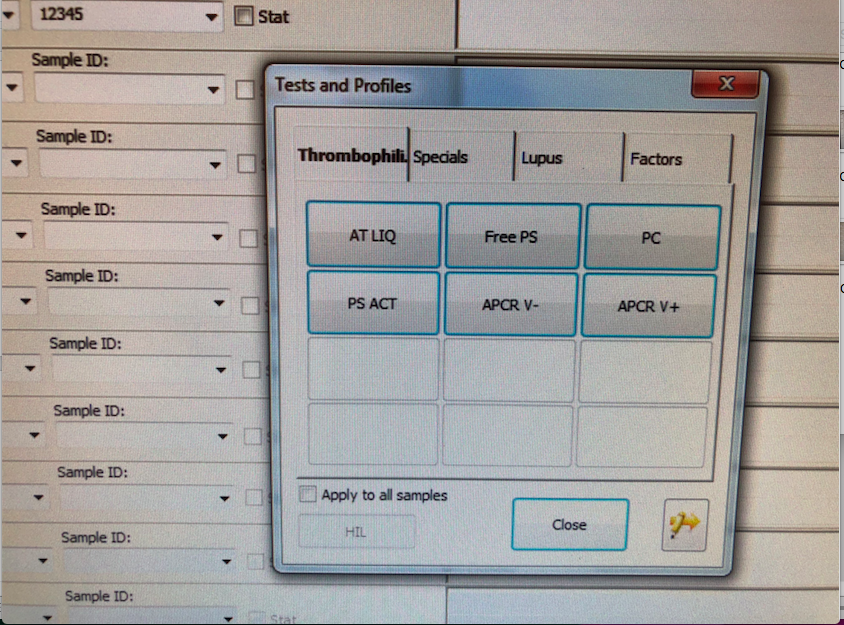 12345 Stat
Sample ID:
Tests and Profiles
Sample ID:
Thrombophili. Specials Lupus Factors
Sample ID:
AT LIQ Free PS PC
Sample ID:
PS ACT APCR V- APCR V+
Sample ID:
Sample ID:
Sample ID:
Apply to all samples
HIL Close
Sample ID:
Sample ID:
Stat